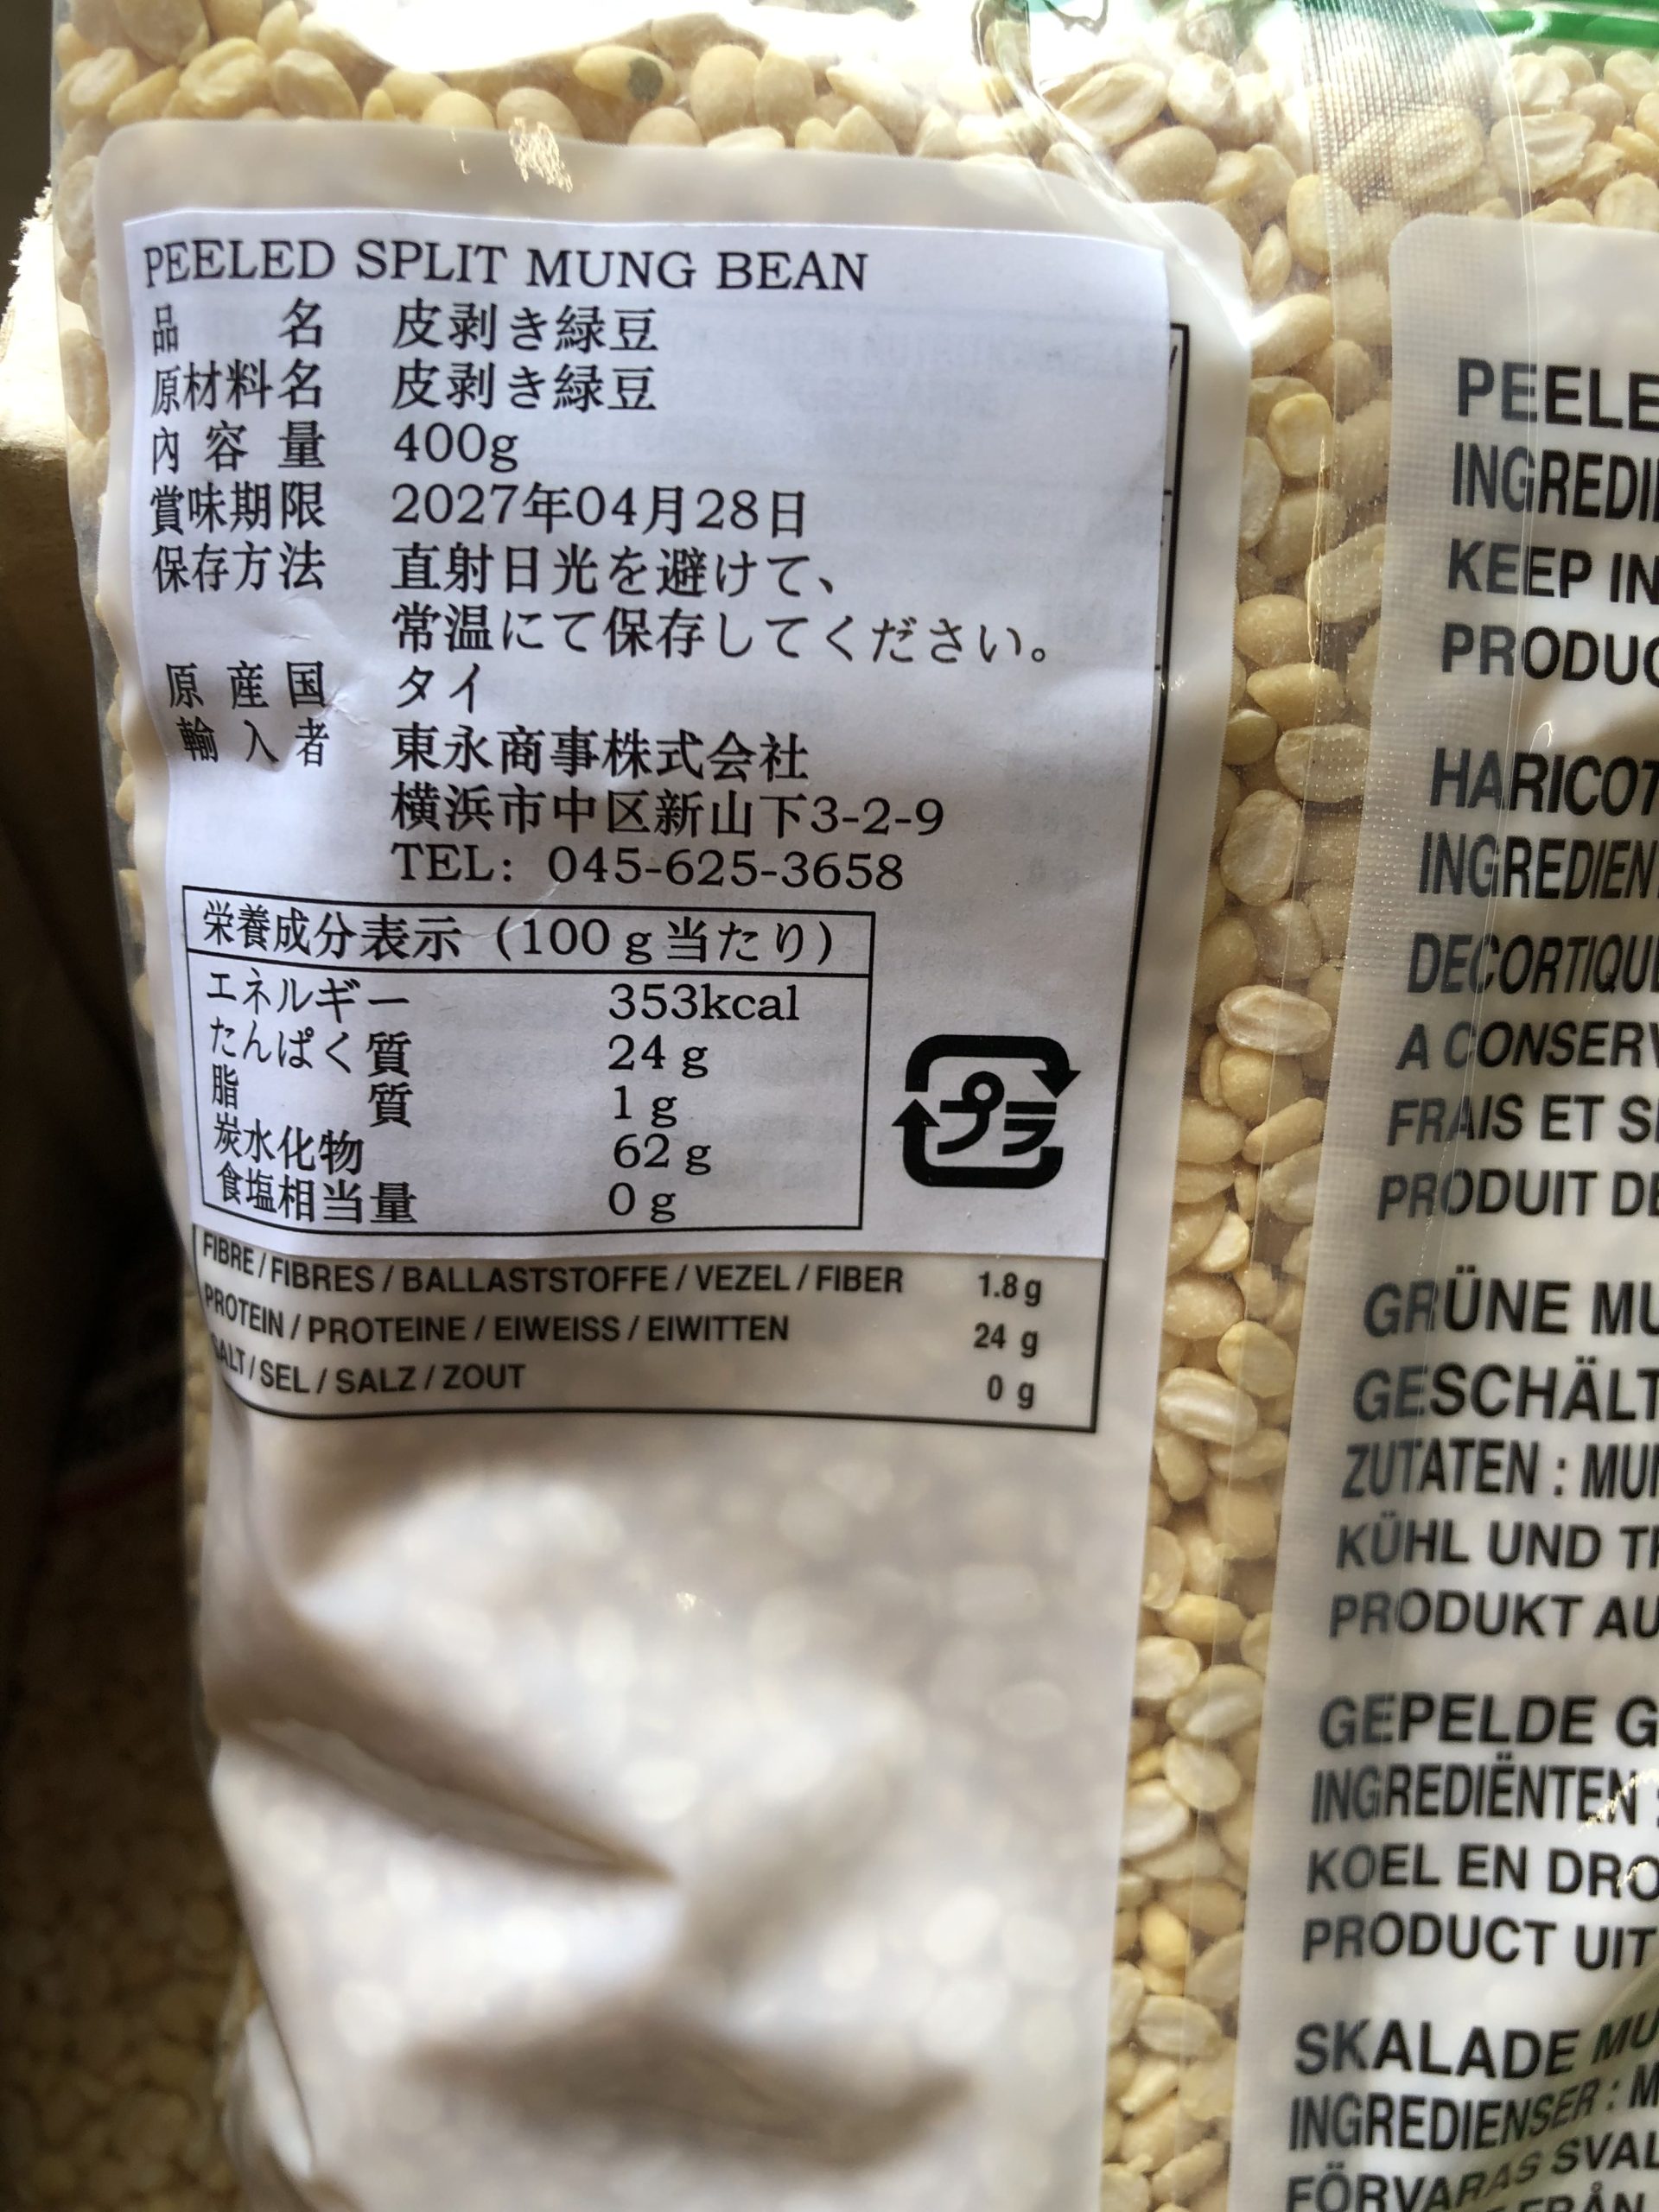 PEELED SPLIT MUNG BEAN
品名 皮剥き緑豆
原材料名 皮剥き緑豆
内容量 400g
賞味期限 2027年04月28日
保存方法 直射日光を避けて、
常温にて保存してください。
原産国 タイ
輸入者 東永商事株式会社
横浜市中区新山下3-2-9
TEL: 045-625-3658
栄養成分表示 (100g当たり)
エネルギー 353kcal
たんぱく質 24g
脂質 1g
炭水化物 62g
食塩相当量 0g
プラ
FIBRE / FIBRES / BALLASTSTOFFE / VEZEL / FIBER 1.8 g
PROTEIN / PROTEINE / EIWEISS / EIWITTEN 24 g
SALT / SEL / SALZ / ZOUT 0 g
PEELE
INGREDI
KEEP IN
PRODUC
HARICOT
INGREDIEN
DECORTIQU
A CONSERV
FRAIS ET S
PRODUIT DE
GRÜNE MU
GESCHÄLT
ZUTATEN : MU
KÜHL UND T
PRODUKT AU
GEPELDE G
INGREDIËNTEN :
KOEL EN DRO
PRODUCT UIT
SKALADE MU
INGREDIENSER : M
FÖRVARAS SVAL